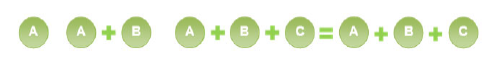 A A + B A + B + C = A + B + C